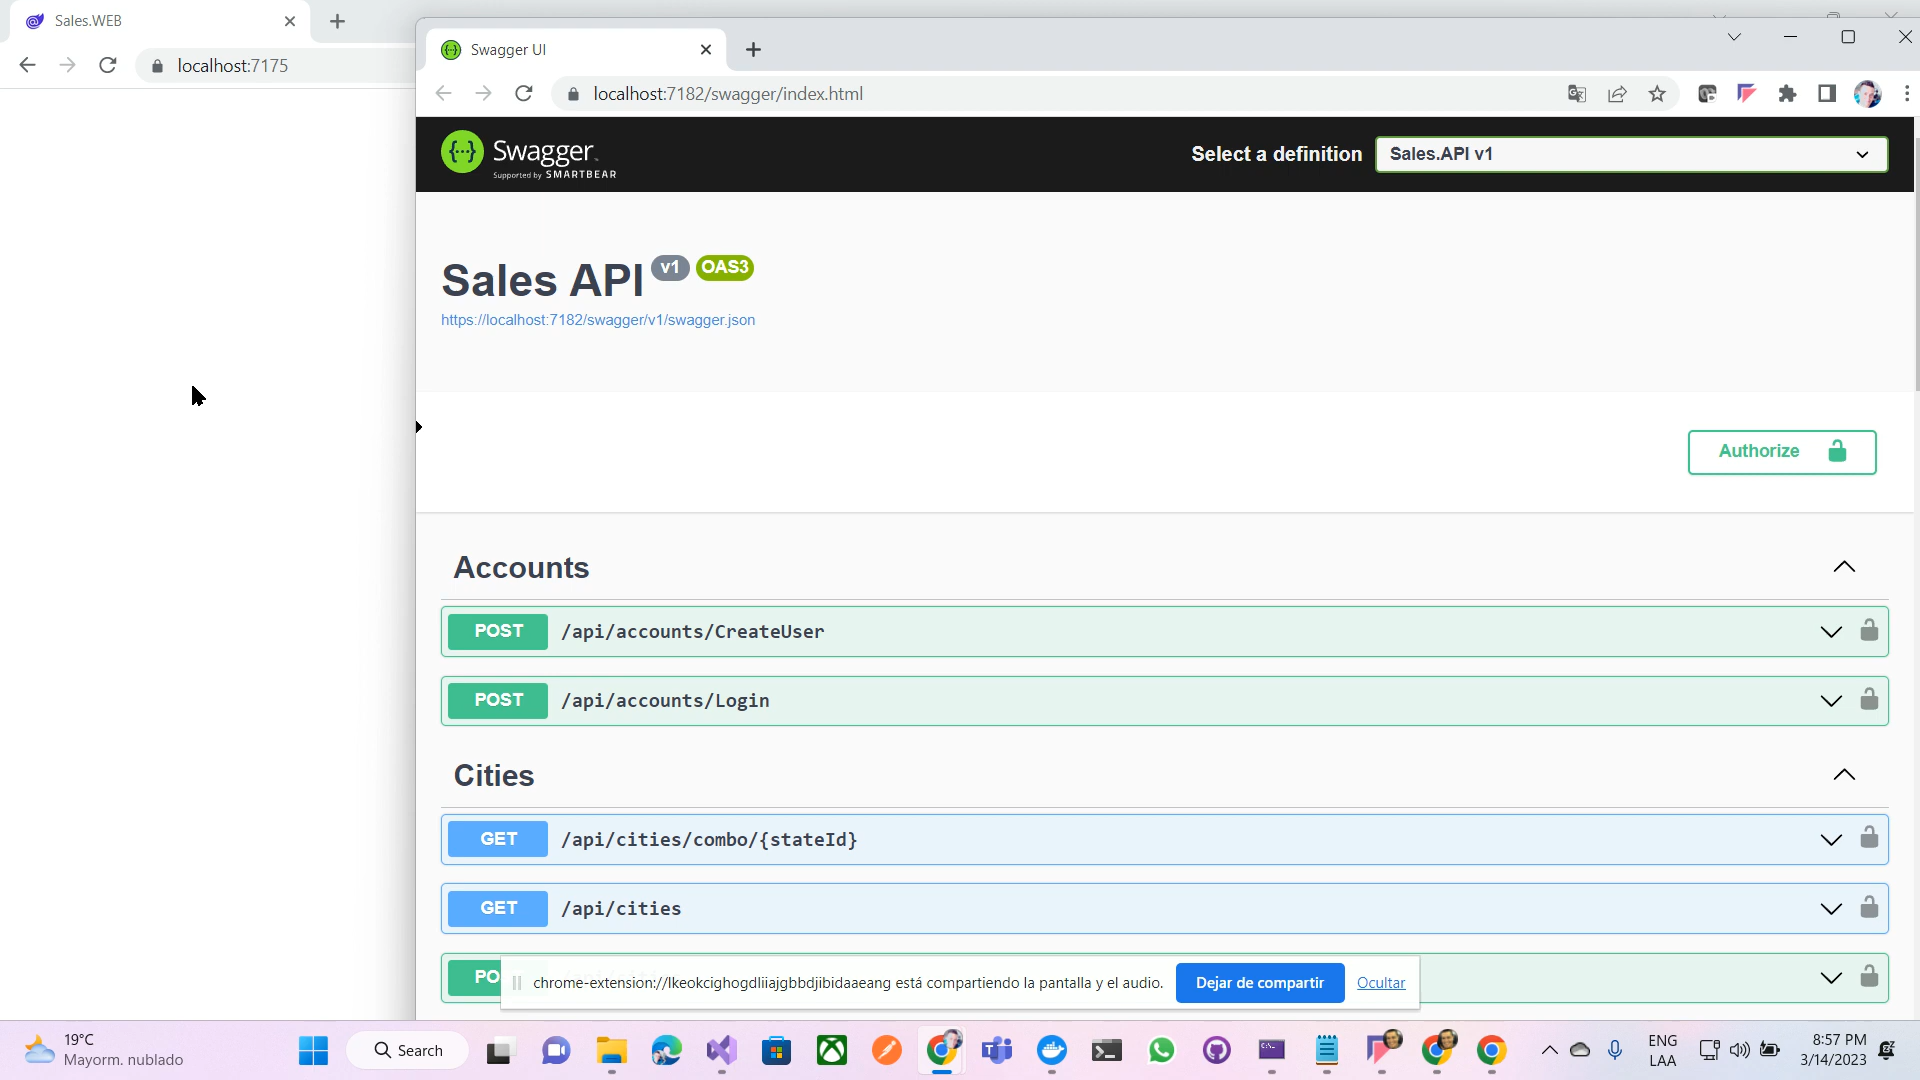 Sales.WEB
localhost:7175
Swagger UI
localhost:7182/swagger/index.html
Swagger
Supported by SMARTBEAR
Select a definition
Sales.API v1
Sales API v1 OAS3
https://localhost:7182/swagger/v1/swagger.json
Authorize
Accounts
POST /api/accounts/CreateUser
POST /api/accounts/Login
Cities
GET /api/cities/combo/{stateId}
GET /api/cities
PO
chrome-extension://lkeokcighogdliiajgbbdjibidaaeang está compartiendo la pantalla y el audio.
Dejar de compartir
Ocultar
19°C
Mayorm. nublado
Search
ENG
LAA
8:57 PM
3/14/2023